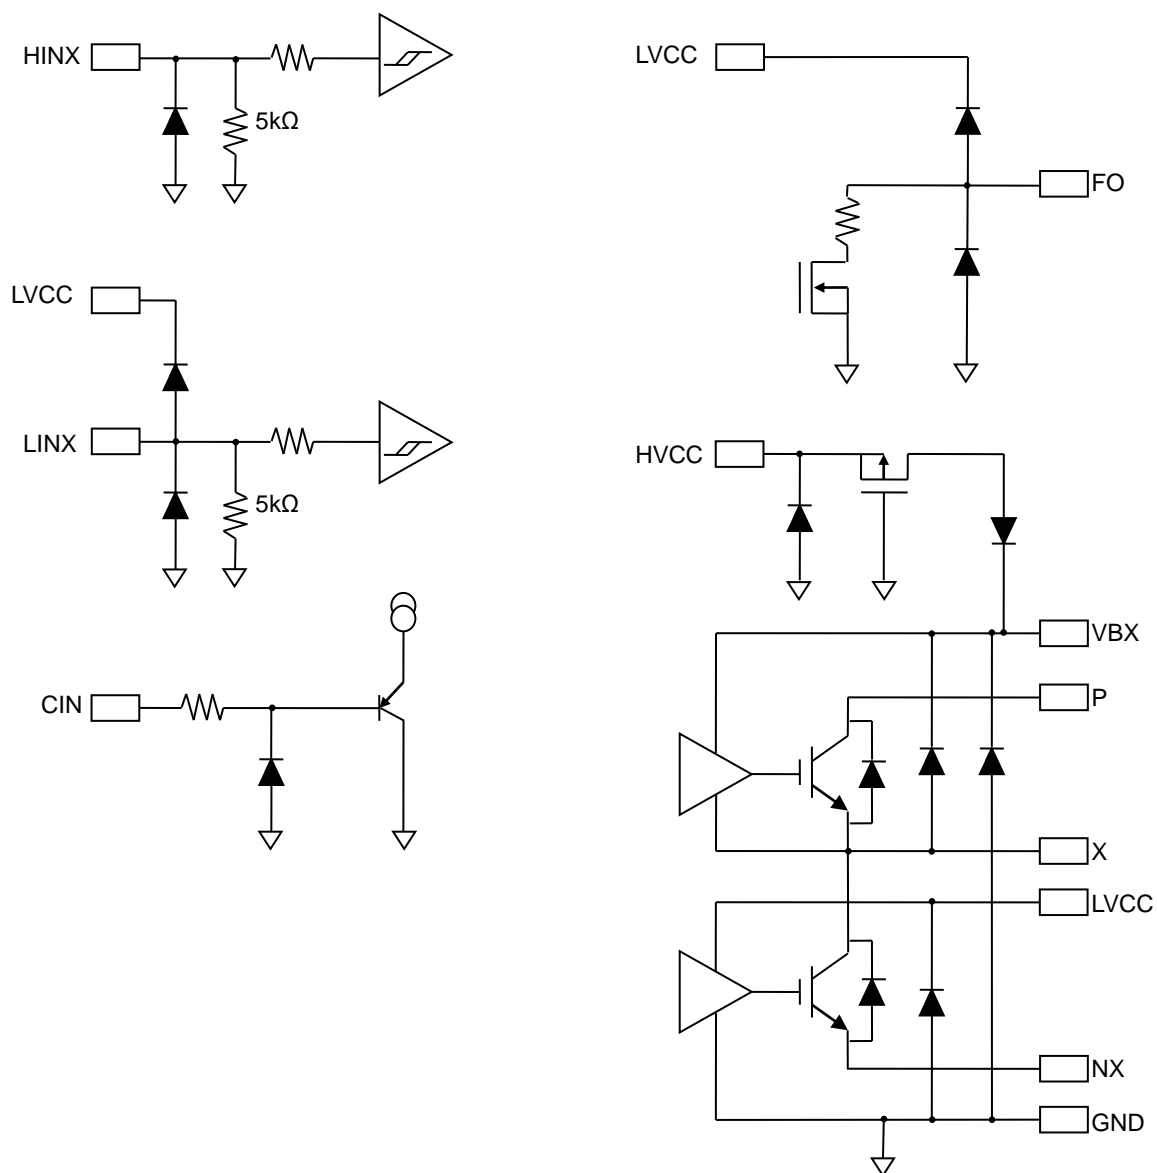 HINX
5kΩ
LVCC
LINX
5kΩ
CIN
LVCC
FO
HVCC
VBX
P
X
LVCC
NX
GND